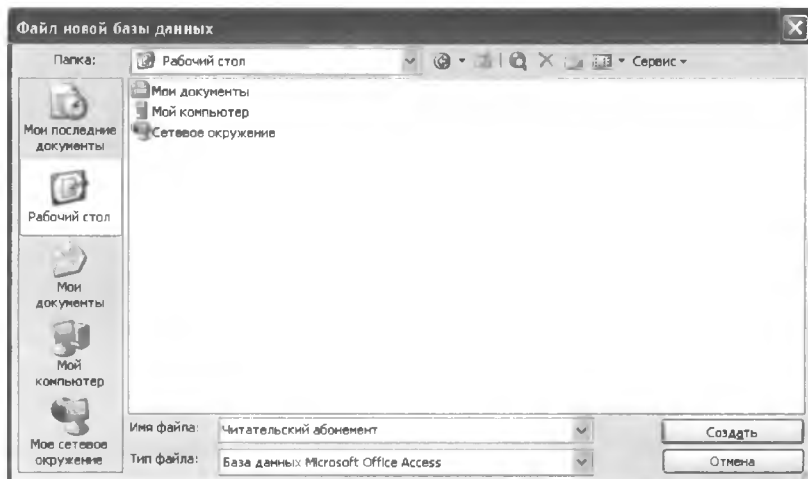 Файл новой базы данных
Папка: Рабочий стол Сервис
Мои документы
Мой компьютер
Сетевое окружение
Мои последние
документы
Рабочий стол
Мои
документы
Мой
компьютер
Мое сетевое
окружение
Имя файла: Читательский абонемент Создать
Тип файла: База данных Microsoft Office Access Отмена